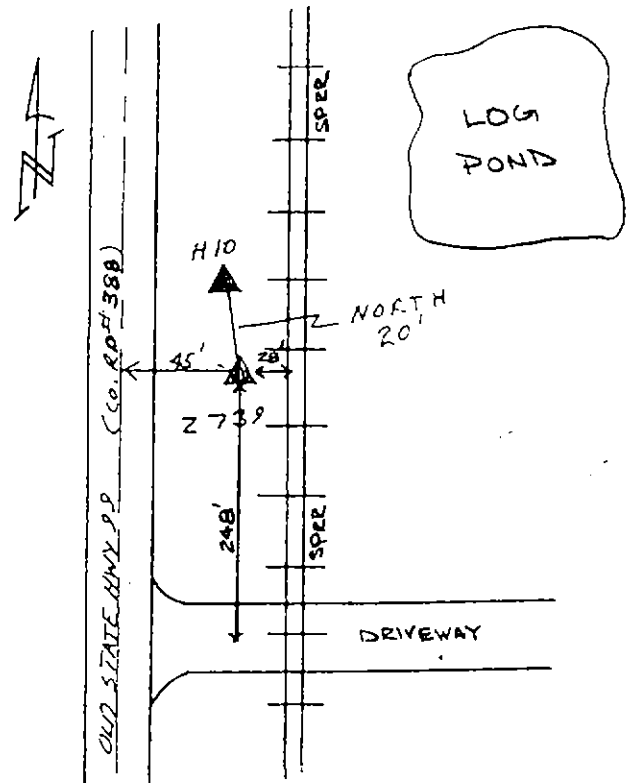 SPRR
LOG
POND
H10
NORTH
20'
45'
28'
Z 739
248'
SPRR
DRIVEWAY
OLD STATE HWY 99 (CO. RD# 388)